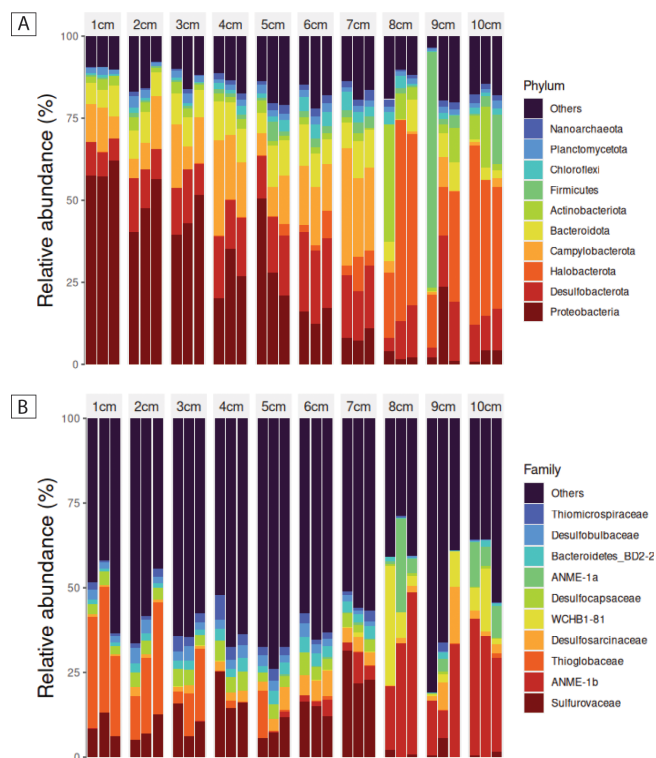 A
1cm 2cm 3cm 4cm 5cm 6cm 7cm 8cm 9cm 10cm
Relative abundance (%)
100
75
50
25
0
Phylum
Others
Nanoarchaeota
Planctomycetota
Chloroflexi
Firmicutes
Actinobacteriota
Bacteroidota
Campylobacterota
Halobacterota
Desulfobacterota
Proteobacteria
B
1cm 2cm 3cm 4cm 5cm 6cm 7cm 8cm 9cm 10cm
Relative abundance (%)
100
75
50
25
0
Family
Others
Thiomicrospiraceae
Desulfobulbaceae
Bacteroidetes_BD2-2
ANME-1a
Desulfocapsaceae
WCHB1-81
Desulfosarcinaceae
Thioglobaceae
ANME-1b
Sulfurovaceae